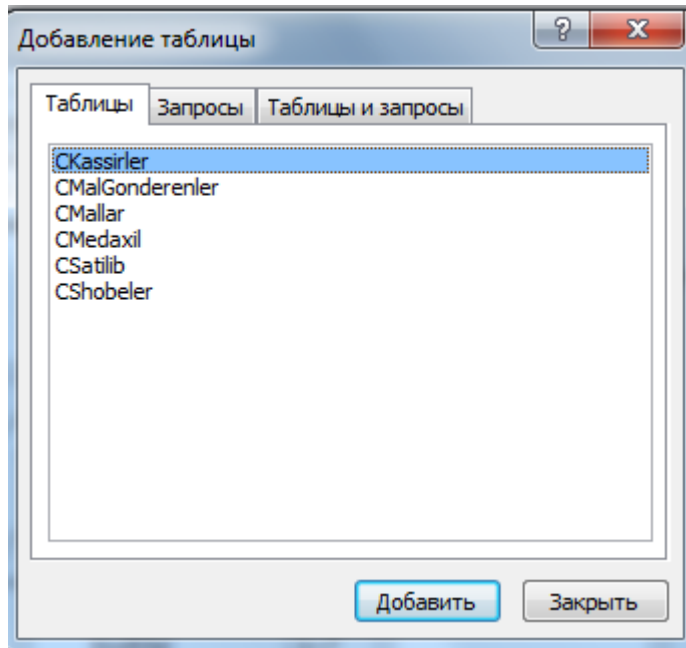 Добавление таблицы
Таблицы Запросы Таблицы и запросы
CKassirler
CMalGonderenler
CMallar
CMedaxil
CSatilib
CShobeler
Добавить Закрыть